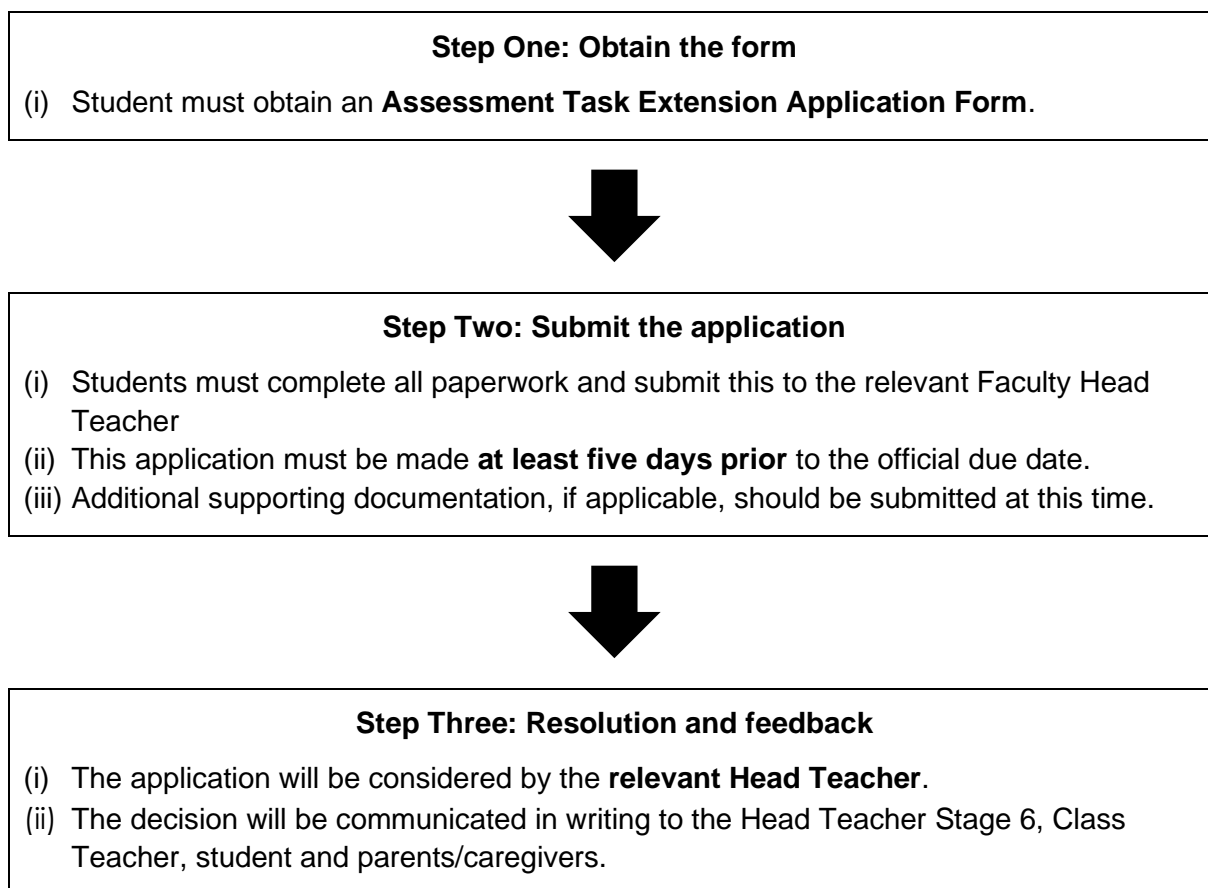 Step One: Obtain the form
(i) Student must obtain an Assessment Task Extension Application Form.
Step Two: Submit the application
(i) Students must complete all paperwork and submit this to the relevant Faculty Head
Teacher
(ii) This application must be made at least five days prior to the official due date.
(iii) Additional supporting documentation, if applicable, should be submitted at this time.
Step Three: Resolution and feedback
(i) The application will be considered by the relevant Head Teacher.
(ii) The decision will be communicated in writing to the Head Teacher Stage 6, Class
Teacher, student and parents/caregivers.